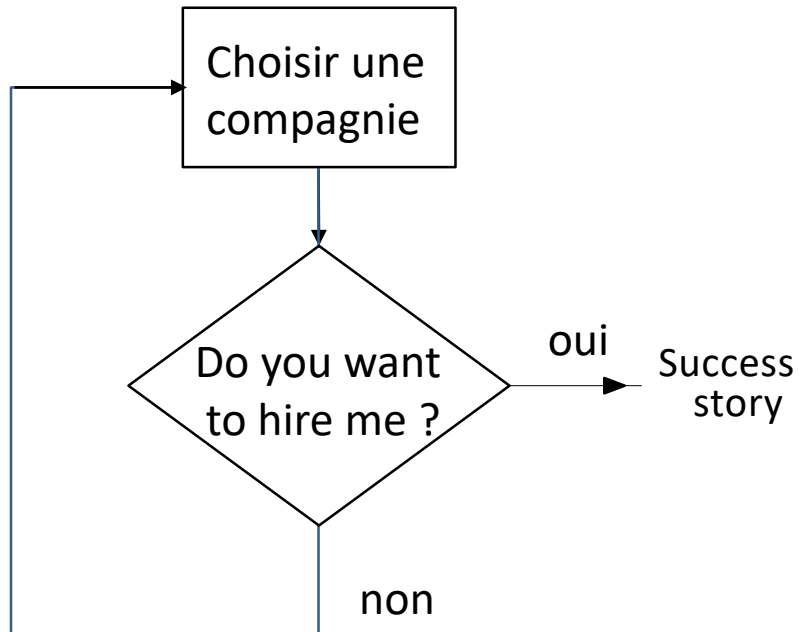 Choisir une
compagnie
Do you want
to hire me ?
oui
Success
story
non